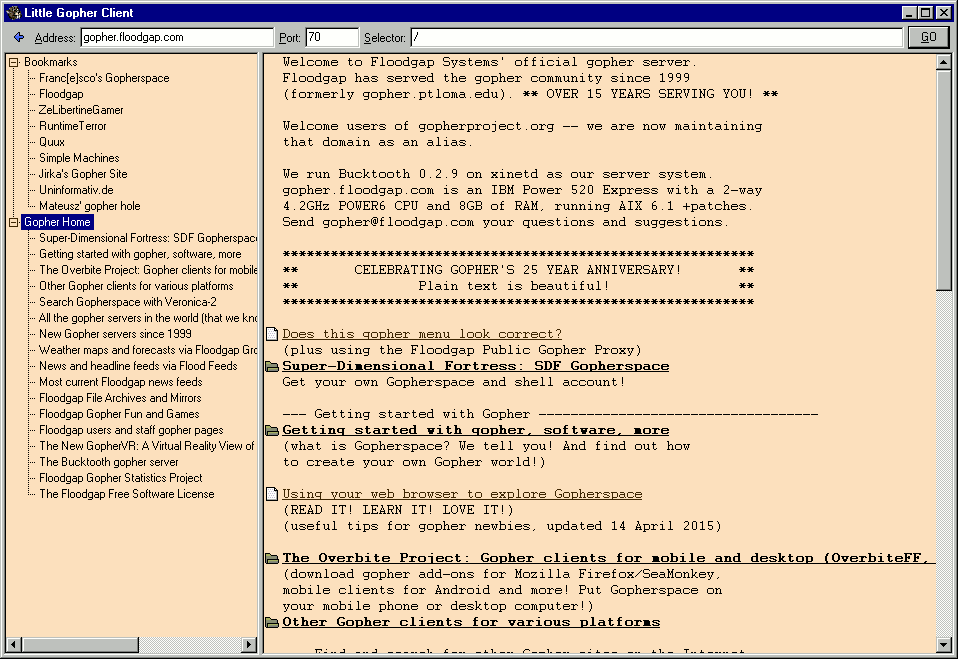 Little Gopher Client
Address: gopher.floodgap.com Port: 70 Selector: / GO
Bookmarks
Franc[e]sco's Gopherspace
Floodgap
ZeLibertineGamer
RuntimeTerror
Quux
Simple Machines
Jirka's Gopher Site
Uninformativ.de
Mateusz' gopher hole
Gopher Home
Super-Dimensional Fortress: SDF Gopherspac
Getting started with gopher, software, more
The Overbite Project: Gopher clients for mobile
Other Gopher clients for various platforms
Search Gopherspace with Veronica-2
All the gopher servers in the world (that we kno
New Gopher servers since 1999
Weather maps and forecasts via Floodgap Gro
News and headline feeds via Flood Feeds
Most current Floodgap news feeds
Floodgap File Archives and Mirrors
Floodgap Gopher Fun and Games
Floodgap users and staff gopher pages
The New GopherVR: A Virtual Reality View of
The Bucktooth gopher server
Floodgap Gopher Statistics Project
The Floodgap Free Software License
Welcome to Floodgap Systems' official gopher server.
Floodgap has served the gopher community since 1999
(formerly gopher.ptloma.edu). ** OVER 15 YEARS SERVING YOU! **
Welcome users of gopherproject.org -- we are now maintaining
that domain as an alias.
We run Bucktooth 0.2.9 on xinetd as our server system.
gopher.floodgap.com is an IBM Power 520 Express with a 2-way
4.2GHz POWER6 CPU and 8GB of RAM, running AIX 6.1 +patches.
Send gopher@floodgap.com your questions and suggestions.
***********************************************************
** CELEBRATING GOPHER'S 25 YEAR ANNIVERSARY! **
** Plain text is beautiful! **
***********************************************************
Does this gopher menu look correct?
(plus using the Floodgap Public Gopher Proxy)
Super-Dimensional Fortress: SDF Gopherspace
Get your own Gopherspace and shell account!
--- Getting started with Gopher -----------------------------------
Getting started with gopher, software, more
(what is Gopherspace? We tell you! And find out how
to create your own Gopher world!)
Using your web browser to explore Gopherspace
(READ IT! LEARN IT! LOVE IT!)
(useful tips for gopher newbies, updated 14 April 2015)
The Overbite Project: Gopher clients for mobile and desktop (OverbiteFF,
(download gopher add-ons for Mozilla Firefox/SeaMonkey,
mobile clients for Android and more! Put Gopherspace on
your mobile phone or desktop computer!)
Other Gopher clients for various platforms
Find and search for other Gopher sites on the Internet